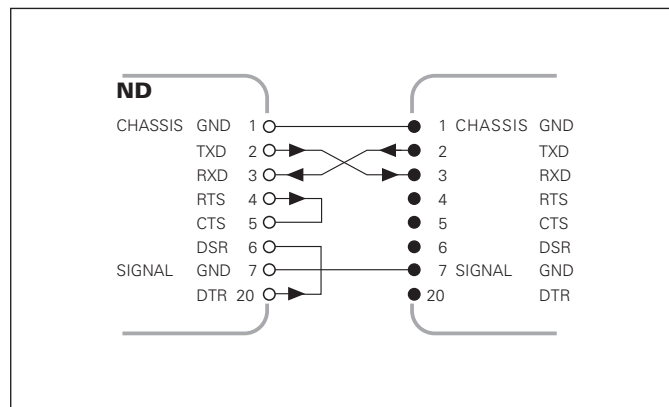 ND
CHASSIS GND 1 1 CHASSIS GND
TXD 2 2 TXD
RXD 3 3 RXD
RTS 4 4 RTS
CTS 5 5 CTS
DSR 6 6 DSR
SIGNAL GND 7 7 SIGNAL GND
DTR 20 20 DTR